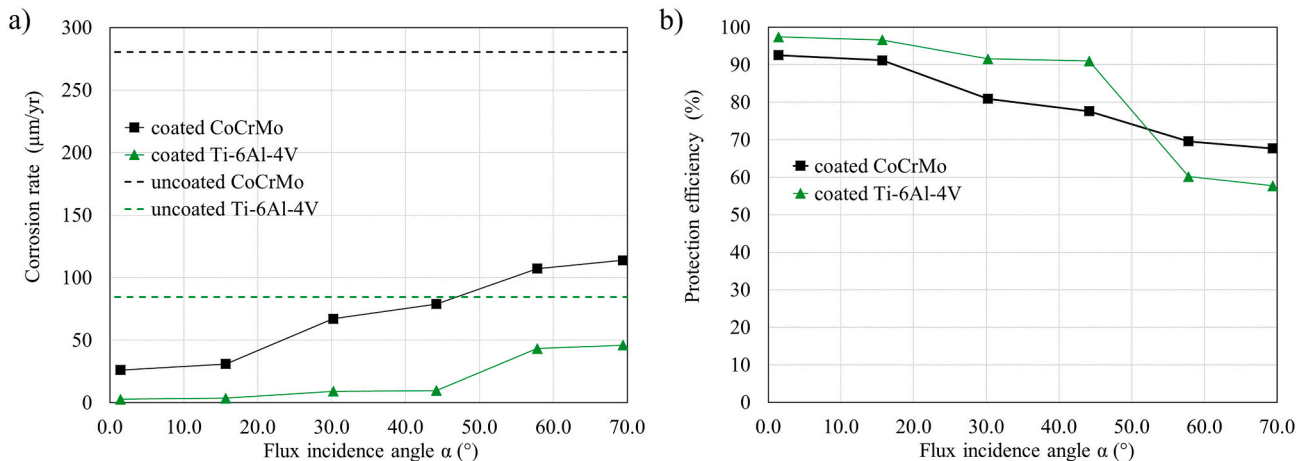 a)
300
250
200
150
100
50
0
Corrosion rate (µm/yr)
coated CoCrMo
coated Ti-6Al-4V
uncoated CoCrMo
uncoated Ti-6Al-4V
0.0 10.0 20.0 30.0 40.0 50.0 60.0 70.0
Flux incidence angle α (°)
b)
100
90
80
70
60
50
40
30
20
10
0
Protection efficiency (%)
coated CoCrMo
coated Ti-6Al-4V
0.0 10.0 20.0 30.0 40.0 50.0 60.0 70.0
Flux incidence angle α (°)